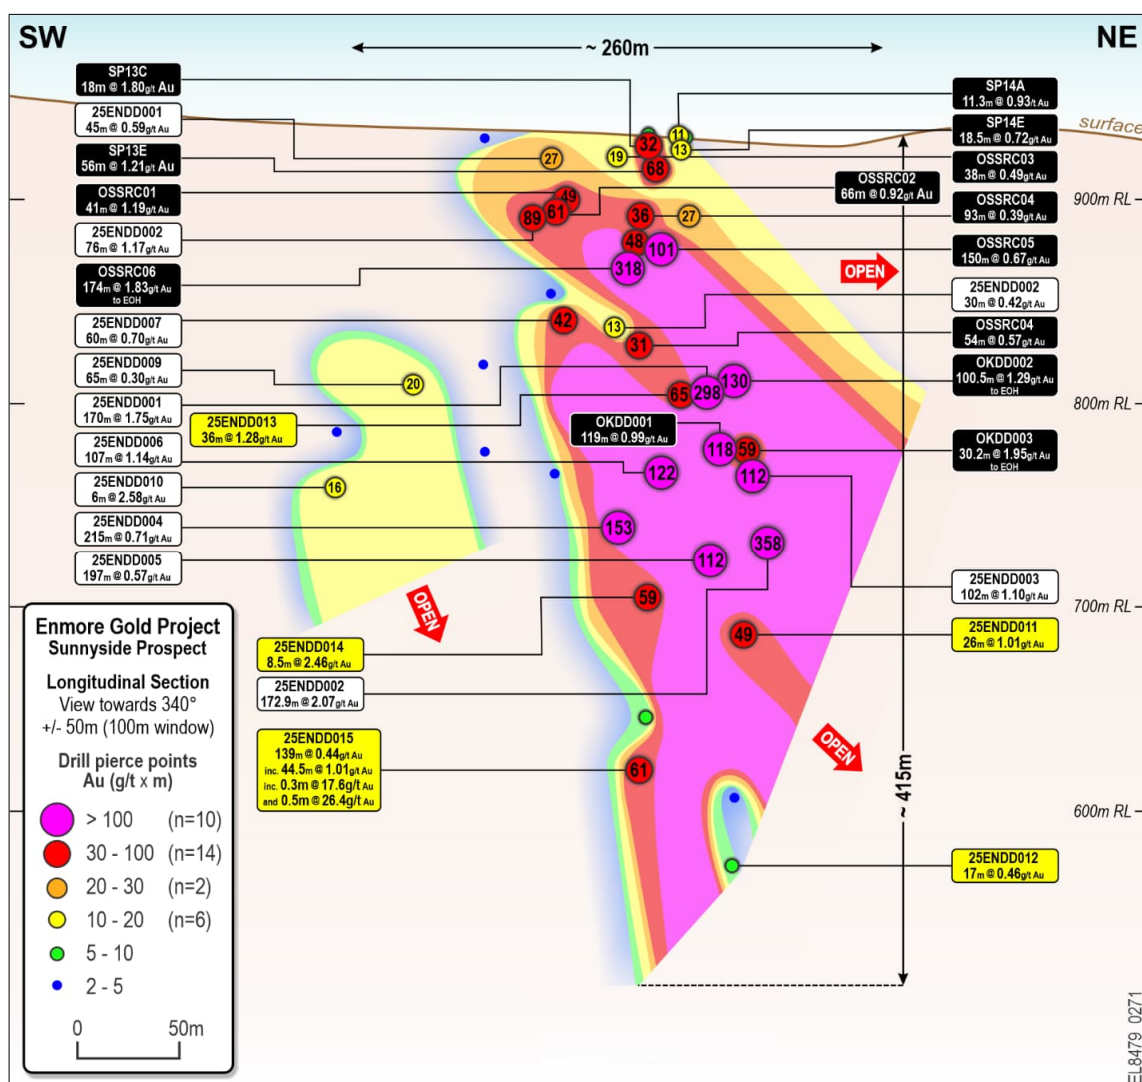 SW
~ 260m
NE
SP13C
18m @ 1.80g/t Au
25ENDD001
45m @ 0.59g/t Au
SP13E
56m @ 1.21g/t Au
OSSRC01
41m @ 1.19g/t Au
25ENDD002
76m @ 1.17g/t Au
OSSRC06
174m @ 1.83g/t Au
to EOH
25ENDD007
60m @ 0.70g/t Au
25ENDD009
65m @ 0.30g/t Au
25ENDD001
170m @ 1.75g/t Au
25ENDD013
36m @ 1.28g/t Au
25ENDD006
107m @ 1.14g/t Au
25ENDD010
6m @ 2.58g/t Au
25ENDD004
215m @ 0.71g/t Au
25ENDD005
197m @ 0.57g/t Au
25ENDD014
8.5m @ 2.46g/t Au
25ENDD002
172.9m @ 2.07g/t Au
25ENDD015
139m @ 0.44g/t Au
inc. 44.5m @ 1.01g/t Au
inc. 0.3m @ 17.6g/t Au
and 0.5m @ 26.4g/t Au
SP14A
11.3m @ 0.93/t Au
surface
SP14E
18.5m @ 0.72g/t Au
OSSRC03
38m @ 0.49g/t Au
OSSRC02
66m @ 0.92g/t Au
OSSRC04
93m @ 0.39g/t Au
900m RL
OSSRC05
150m @ 0.67g/t Au
OPEN
25ENDD002
30m @ 0.42g/t Au
OSSRC04
54m @ 0.57g/t Au
OKDD002
100.5m @ 1.29g/t Au
to EOH
800m RL
OKDD001
119m @ 0.99g/t Au
OKDD003
30.2m @ 1.95g/t Au
to EOH
25ENDD003
102m @ 1.10g/t Au
700m RL
25ENDD011
26m @ 1.01g/t Au
OPEN
OPEN
~ 415m
600m RL
25ENDD012
17m @ 0.46g/t Au
11
32
13
19
27
68
49
61
89
36
27
48
101
318
42
13
31
20
65
298
130
118
59
122
112
16
153
358
112
59
49
61
Enmore Gold Project
Sunnyside Prospect
Longitudinal Section
View towards 340°
+/- 50m (100m window)
Drill pierce points
Au (g/t x m)
> 100 (n=10)
30 - 100 (n=14)
20 - 30 (n=2)
10 - 20 (n=6)
5 - 10
2 - 5
0 50m
EL8479_0271